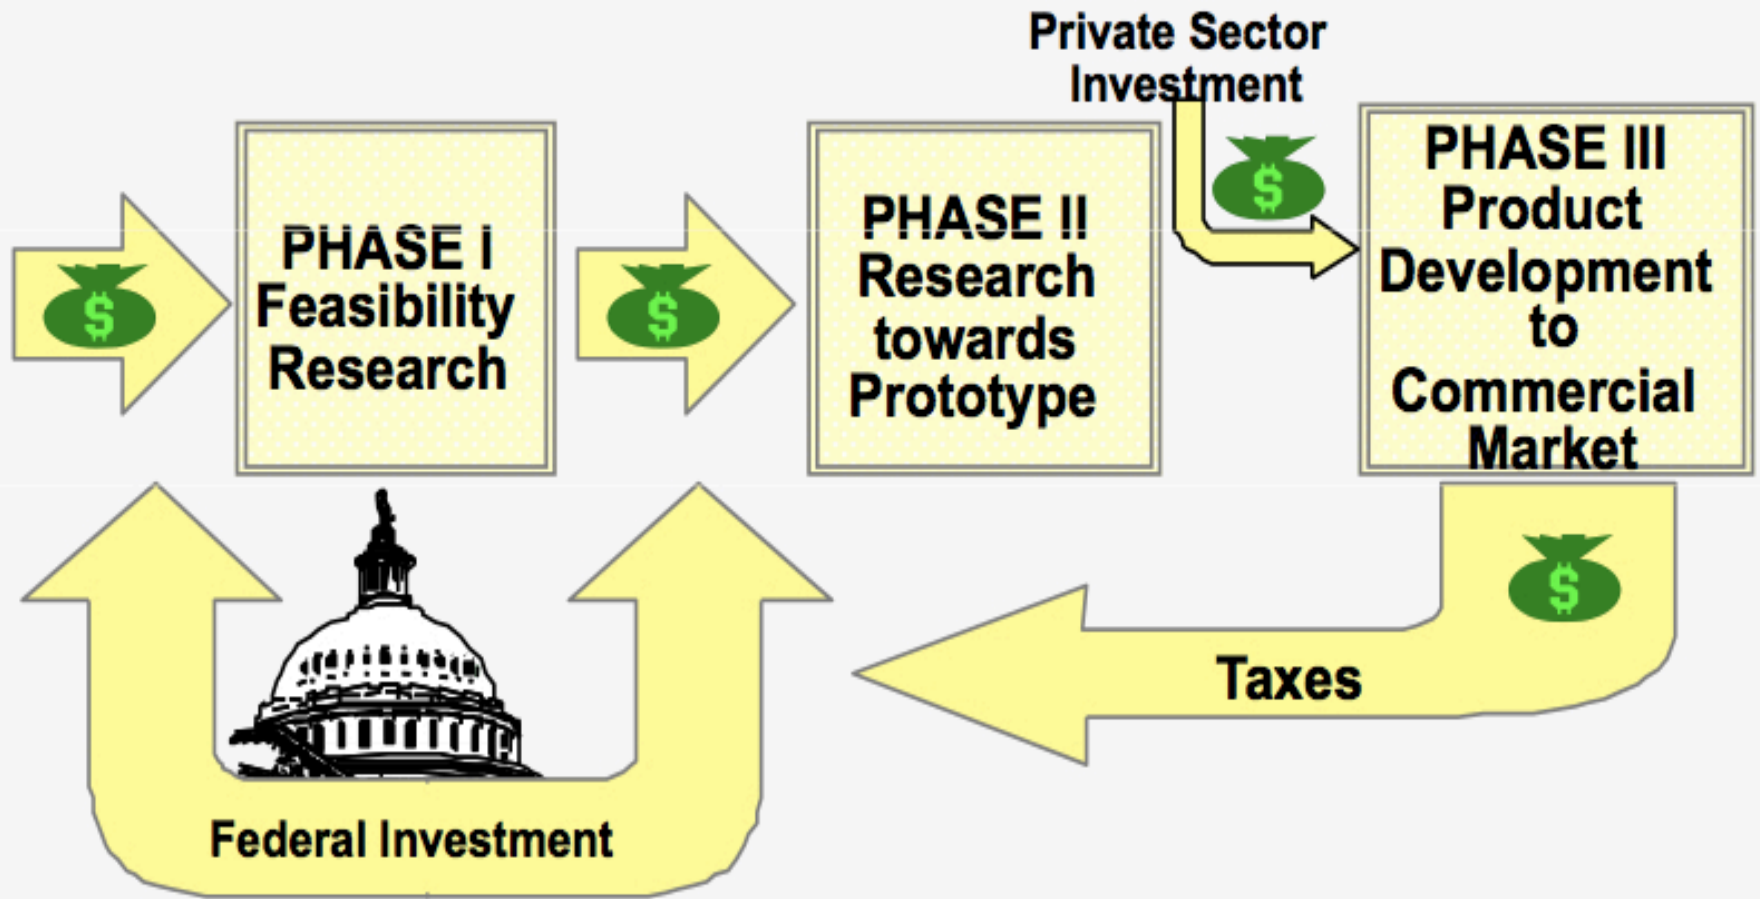 Private Sector
Investment
PHASE I
Feasibility
Research
PHASE II
Research
towards
Prototype
PHASE III
Product
Development
to
Commercial
Market
$
$
$
$
Taxes
Federal Investment